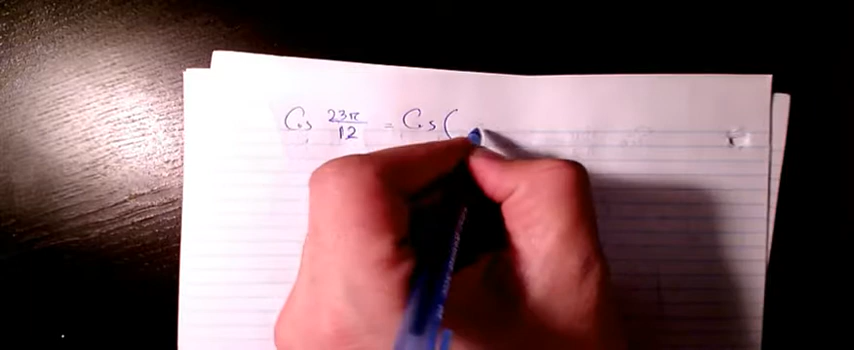 Cos 23π/12 = Cos (